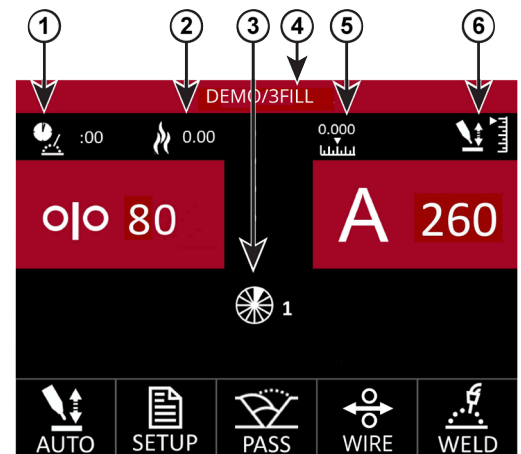 1 2 3 4 5 6
DEMO/3FILL
:00 0.00 0.000
80 A 260
1
AUTO SETUP PASS WIRE WELD